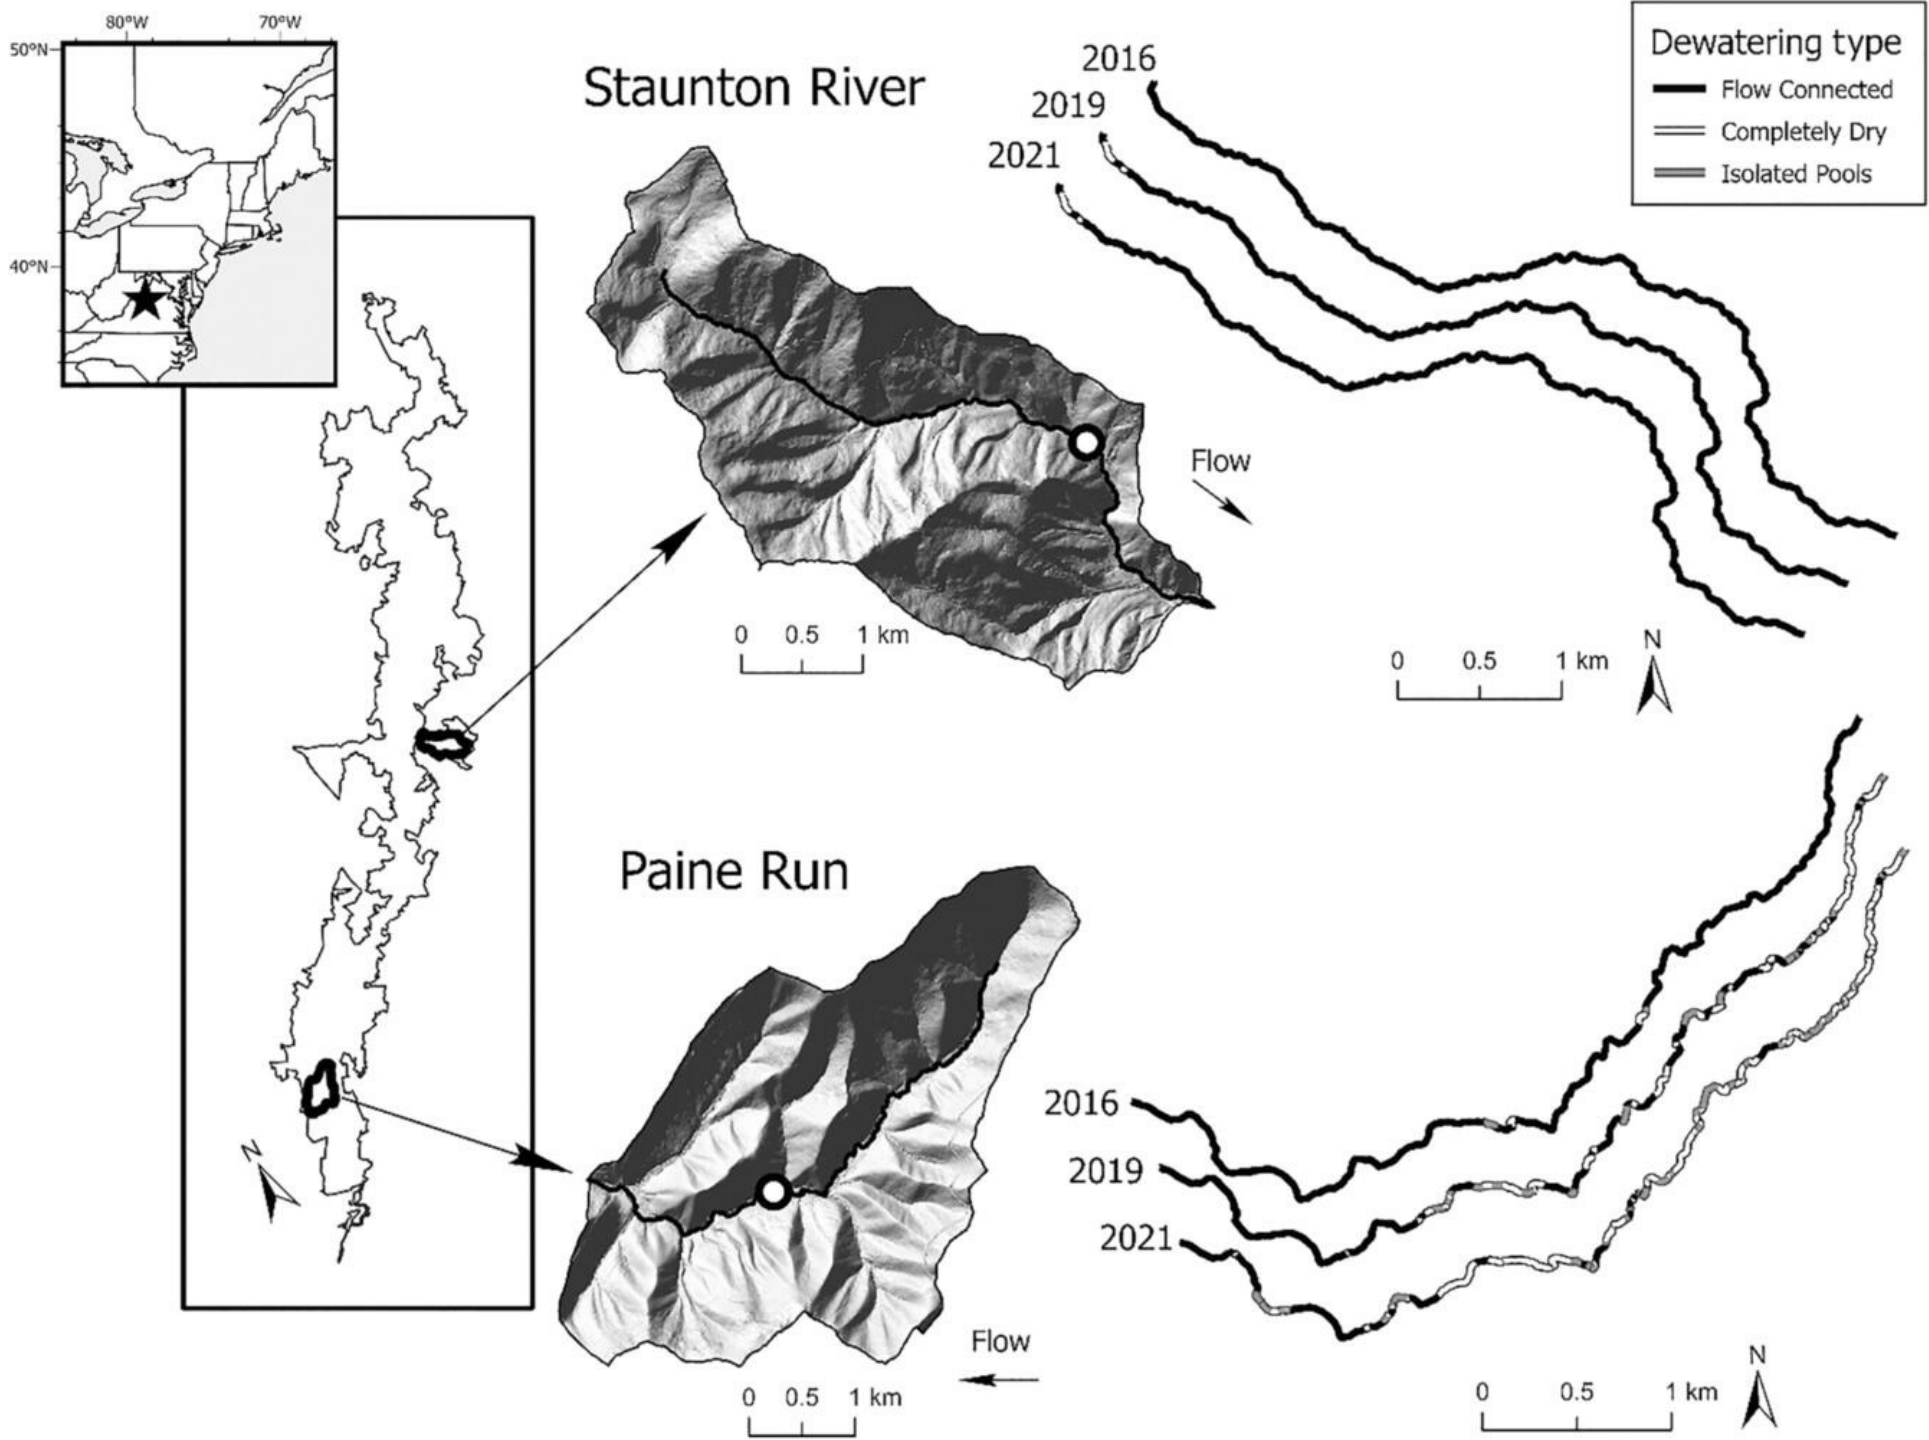 80°W 70°W
50°N
40°N
Staunton River
2016
2019
2021
Dewatering type
Flow Connected
Completely Dry
Isolated Pools
Flow
0 0.5 1 km
0 0.5 1 km
N
Paine Run
2016
2019
2021
N
Flow
0 0.5 1 km
0 0.5 1 km
N